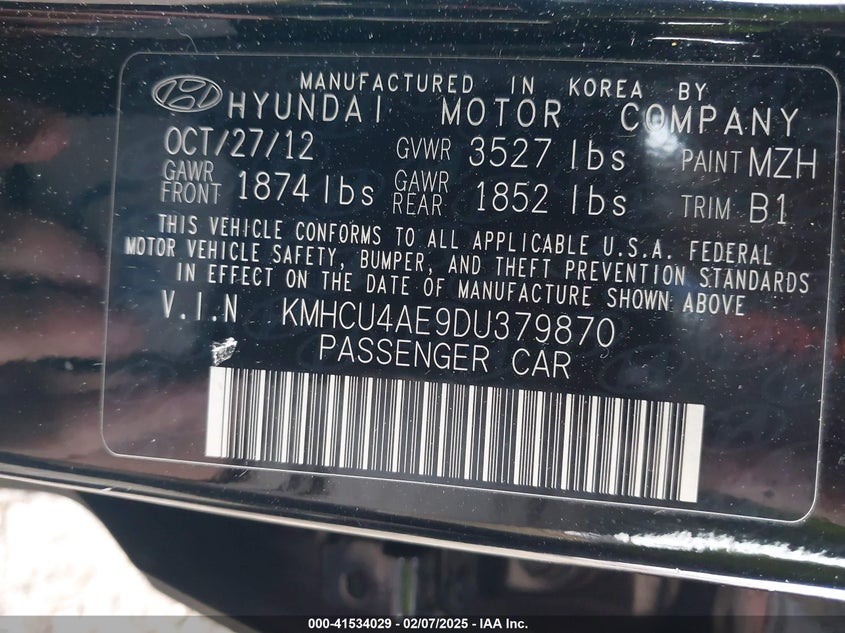 MANUFACTURED IN KOREA BY
HYUNDAI MOTOR COMPANY
OCT/27/12 GVWR 3527 lbs PAINT MZH
GAWR FRONT 1874 lbs GAWR REAR 1852 lbs TRIM B1
THIS VEHICLE CONFORMS TO ALL APPLICABLE U.S.A. FEDERAL
MOTOR VEHICLE SAFETY, BUMPER, AND THEFT PREVENTION STANDARDS
IN EFFECT ON THE DATE OF MANUFACTURE SHOWN ABOVE
V.I.N KMHCU4AE9DU379870
PASSENGER CAR
000-41534029 - 02/07/2025 - IAA Inc.